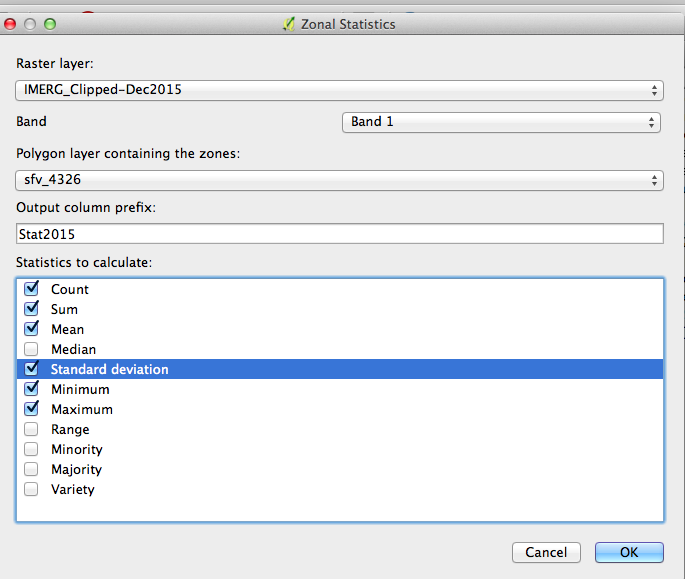 Zonal Statistics
Raster layer:
IMERG_Clipped-Dec2015
Band Band 1
Polygon layer containing the zones:
sfv_4326
Output column prefix:
Stat2015
Statistics to calculate:
Count
Sum
Mean
Median
Standard deviation
Minimum
Maximum
Range
Minority
Majority
Variety
Cancel OK